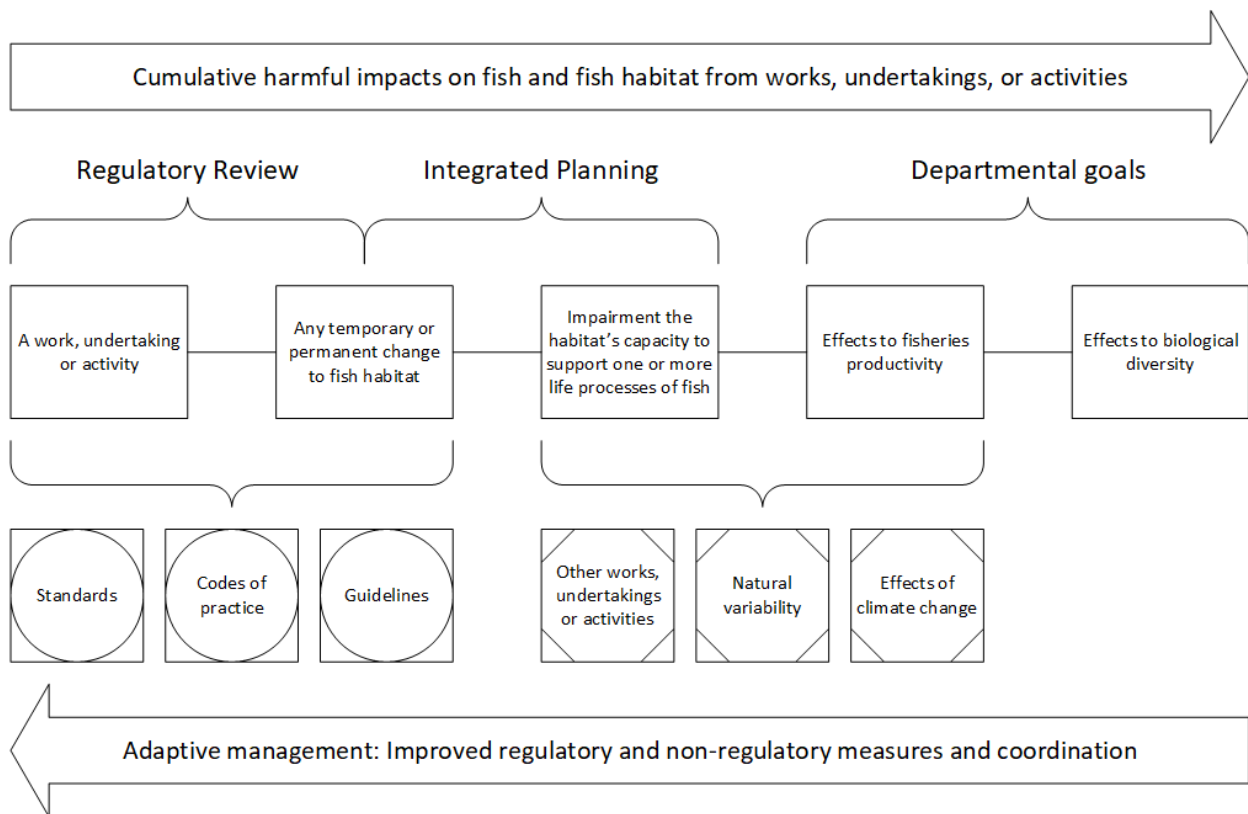 Cumulative harmful impacts on fish and fish habitat from works, undertakings, or activities
Regulatory Review
Integrated Planning
Departmental goals
A work, undertaking
or activity
Any temporary or
permanent change
to fish habitat
Impairment the
habitat's capacity to
support one or more
life processes of fish
Effects to fisheries
productivity
Effects to biological
diversity
Standards
Codes of
practice
Guidelines
Other works,
undertakings
or activities
Natural
variability
Effects of
climate change
Adaptive management: Improved regulatory and non-regulatory measures and coordination